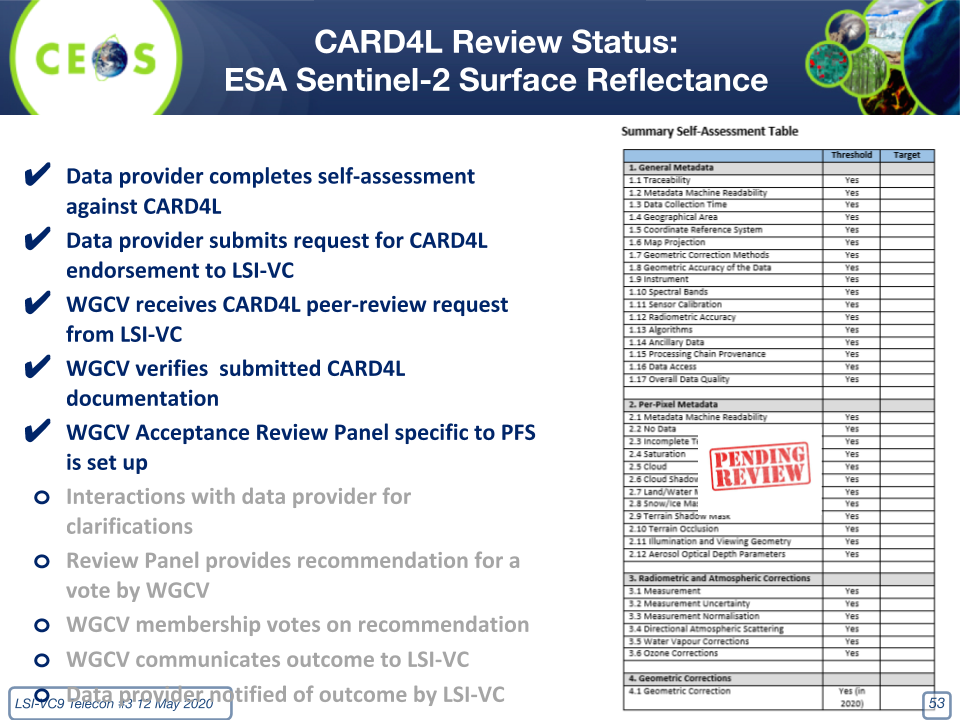 CEOS
CARD4L Review Status:
ESA Sentinel-2 Surface Reflectance
✔ Data provider completes self-assessment
against CARD4L
✔ Data provider submits request for CARD4L
endorsement to LSI-VC
✔ WGCV receives CARD4L peer-review request
from LSI-VC
✔ WGCV verifies  submitted CARD4L
documentation
✔ WGCV Acceptance Review Panel specific to PFS
is set up
o Interactions with data provider for
clarifications
o Review Panel provides recommendation for a
vote by WGCV
o WGCV membership votes on recommendation
o WGCV communicates outcome to LSI-VC
o Data provider notified of outcome by LSI-VC
LSI-VC9 Telecon #3 12 May 2020
Summary Self-Assessment Table
Threshold Target
1. General Metadata
1.1 Traceability Yes
1.2 Metadata Machine Readability Yes
1.3 Data Collection Time Yes
1.4 Geographical Area Yes
1.5 Coordinate Reference System Yes
1.6 Map Projection Yes
1.7 Geometric Correction Methods Yes
1.8 Geometric Accuracy of the Data Yes
1.9 Instrument Yes
1.10 Spectral Bands Yes
1.11 Sensor Calibration Yes
1.12 Radiometric Accuracy Yes
1.13 Algorithms Yes
1.14 Ancillary Data Yes
1.15 Processing Chain Provenance Yes
1.16 Data Access Yes
1.17 Overall Data Quality Yes
2. Per-Pixel Metadata
2.1 Metadata Machine Readability Yes
2.2 No Data Yes
2.3 Incomplete Yes
2.4 Saturation Yes
2.5 Cloud Yes
2.6 Cloud Shadow Yes
2.7 Land/Water Yes
2.8 Snow/Ice Yes
2.9 Terrain Shadow Mask Yes
2.10 Terrain Occlusion Yes
2.11 Illumination and Viewing Geometry Yes
2.12 Aerosol Optical Depth Parameters Yes
PENDING
REVIEW
3. Radiometric and Atmospheric Corrections
3.1 Measurement Yes
3.2 Measurement Uncertainty Yes
3.3 Measurement Normalisation Yes
3.4 Directional Atmospheric Scattering Yes
3.5 Water Vapour Corrections Yes
3.6 Ozone Corrections Yes
4. Geometric Corrections
4.1 Geometric Correction Yes (in
2020)
53